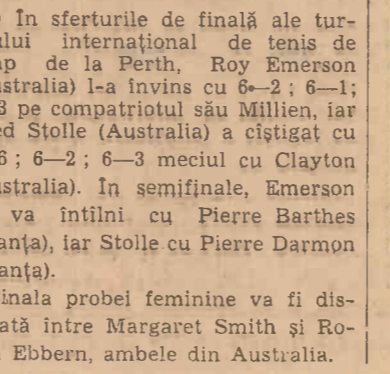 În sferturile de finală ale tur-
ului internațional de tenis de
mp de la Perth, Roy Emerson
ustralia) l-a învins cu 6—2 ; 6—1;
3 pe compatriotul său Millien, iar
ed Stolle (Australia) a cîștigat cu
6 ; 6—2 ; 6—3 meciul cu Clayton
ustralia). În semifinale, Emerson
va întîlni cu Pierre Barthes
anța), iar Stolle cu Pierre Darmon
anța).
inala probei feminine va fi dis-
ată între Margaret Smith și Ro-
Ebbern, ambele din Australia.